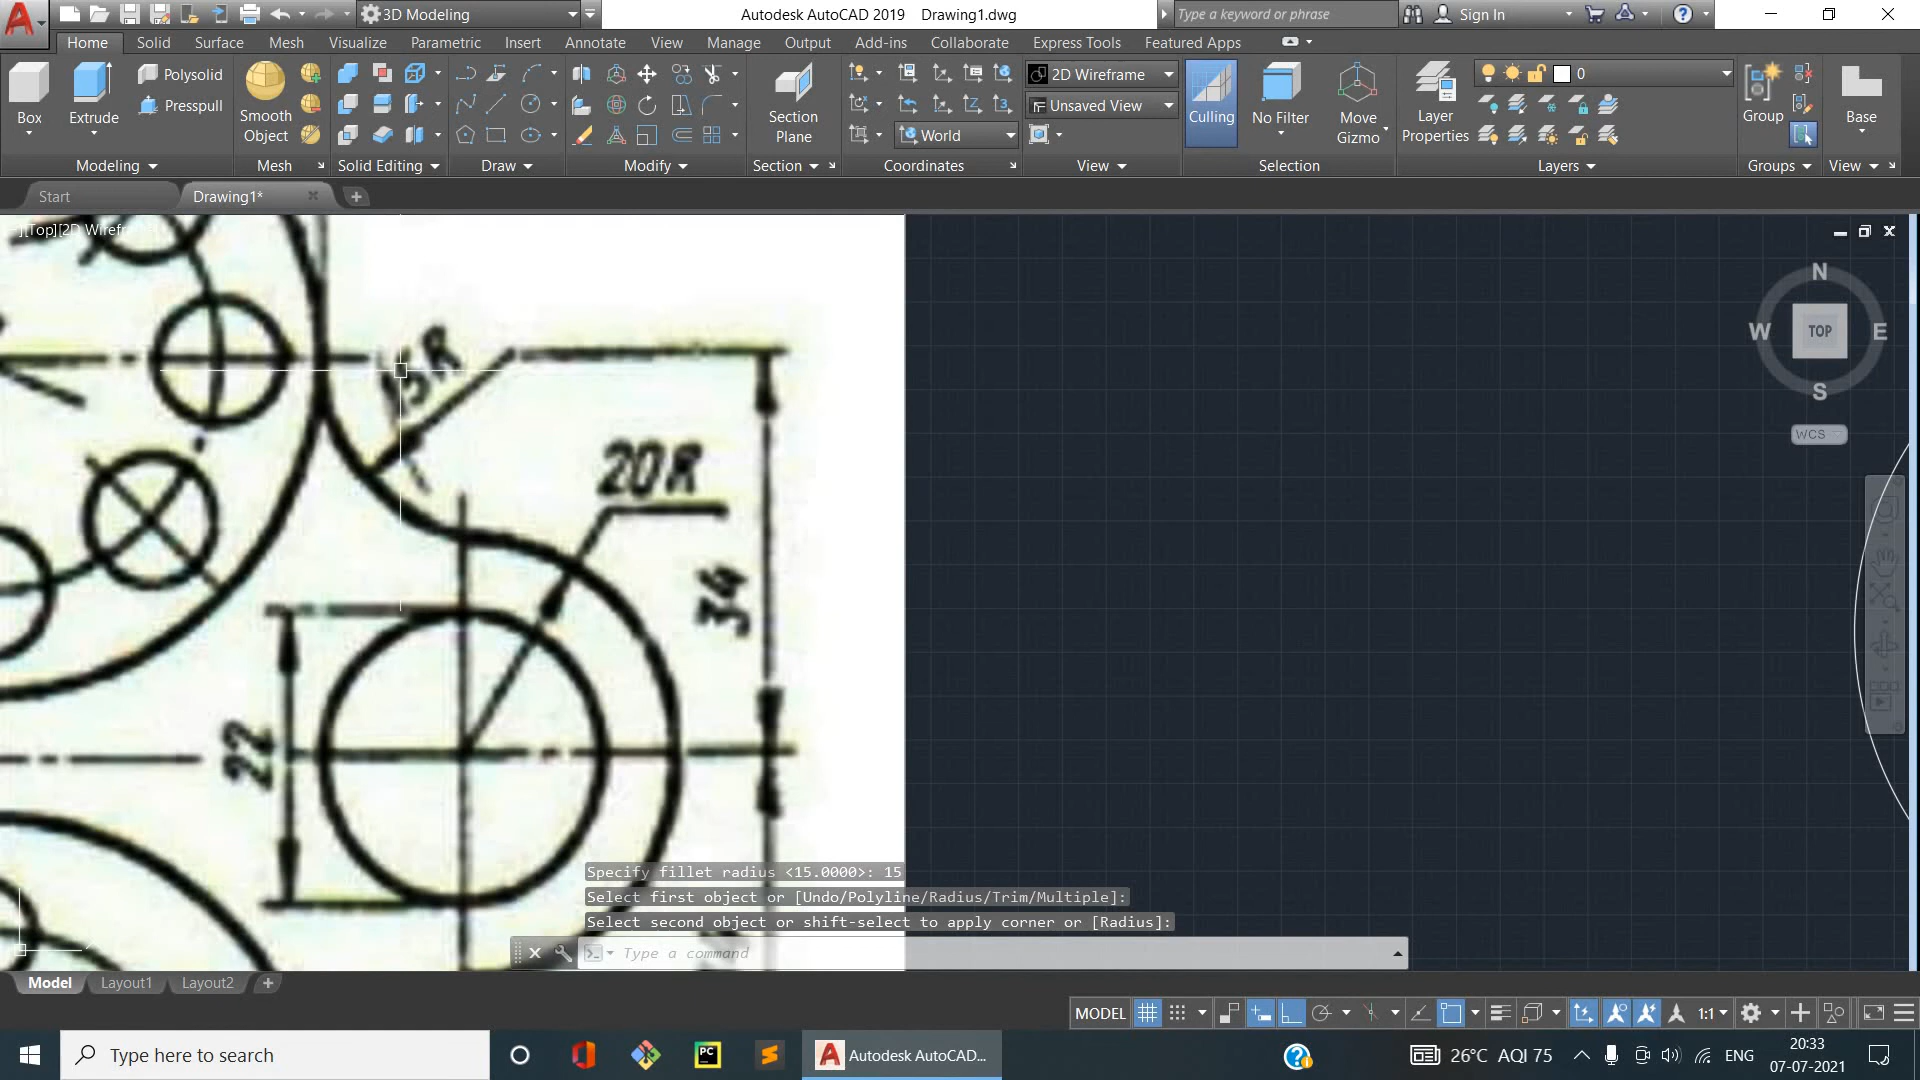 3D Modeling
Autodesk AutoCAD 2019 Drawing1.dwg
Type a keyword or phrase
Sign In
Home Solid Surface Mesh Visualize Parametric Insert Annotate View Manage Output Add-ins Collaborate Express Tools Featured Apps
Box
Extrude
Polysolid
Presspull
Smooth
Object
Section
Plane
World
2D Wireframe
Unsaved View
Culling
No Filter
Move
Gizmo
Layer
Properties
0
Group
Base
Modeling Mesh Solid Editing Draw Modify Section Coordinates View Selection Layers Groups View
Start Drawing1*
][Top][2D Wirefr
N
W TOP E
S
WCS
15R
20R
34
22
Specify fillet radius <15.0000>: 15
Select first object or [Undo/Polyline/Radius/Trim/Multiple]:
Select second object or shift-select to apply corner or [Radius]:
Type a command
Model Layout1 Layout2
MODEL 1:1
Type here to search
PC
Autodesk AutoCAD...
26°C AQI 75
ENG
20:33
07-07-2021